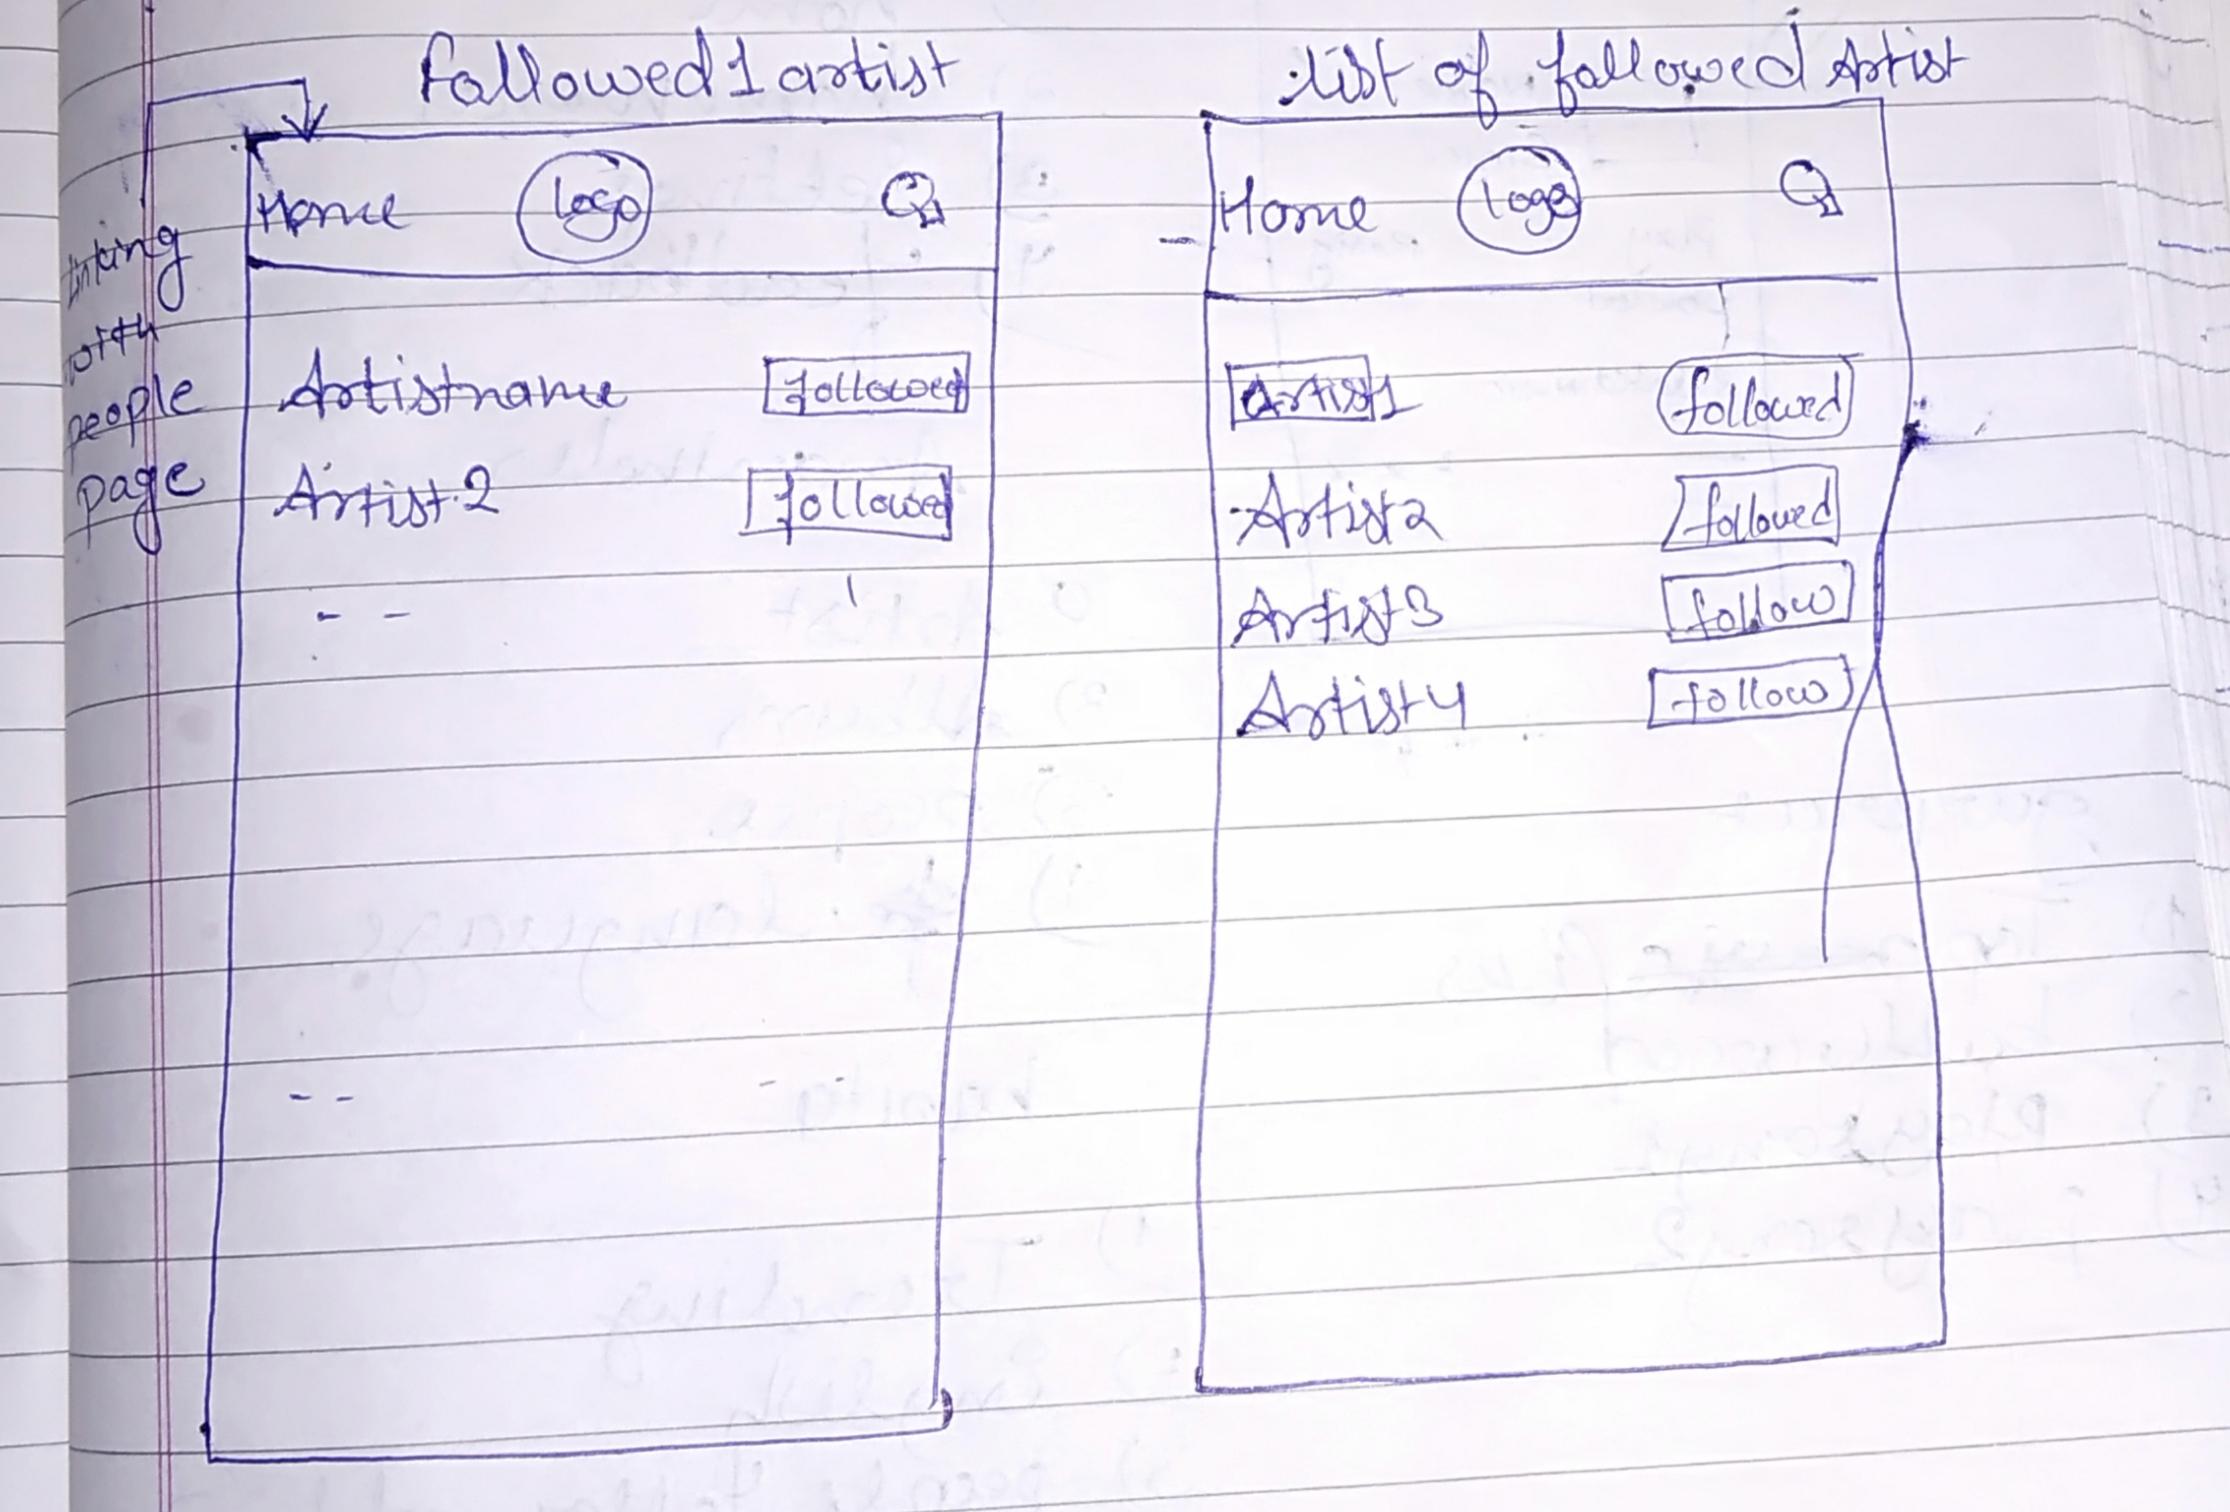 followed 1 artist
Home logo
linking
with
people
page
Artistname followed
Artist 2 followed
- -
- - - -
list of followed Artist
Home logo
Artist1 followed
Artist2 followed
Artist3 follow
Artist4 follow